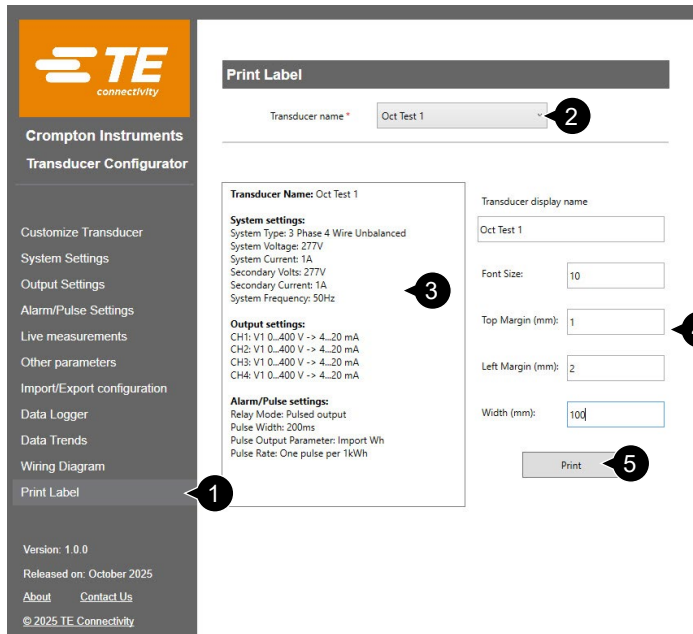 TE
connectivity
Crompton Instruments
Transducer Configurator
Customize Transducer
System Settings
Output Settings
Alarm/Pulse Settings
Live measurements
Other parameters
Import/Export configuration
Data Logger
Data Trends
Wiring Diagram
Print Label
1
Version: 1.0.0
Released on: October 2025
About Contact Us
© 2025 TE Connectivity
Print Label
Transducer name * Oct Test 1
2
Transducer Name: Oct Test 1
System settings:
System Type: 3 Phase 4 Wire Unbalanced
System Voltage: 277V
System Current: 1A
Secondary Volts: 277V
Secondary Current: 1A
System Frequency: 50Hz
3
Output settings:
CH1: V1 0...400 V -> 4...20 mA
CH2: V1 0...400 V -> 4...20 mA
CH3: V1 0...400 V -> 4...20 mA
CH4: V1 0...400 V -> 4...20 mA
Alarm/Pulse settings:
Relay Mode: Pulsed output
Pulse Width: 200ms
Pulse Output Parameter: Import Wh
Pulse Rate: One pulse per 1kWh
Transducer display name
Oct Test 1
Font Size: 10
Top Margin (mm): 1
Left Margin (mm): 2
Width (mm): 100
Print
5